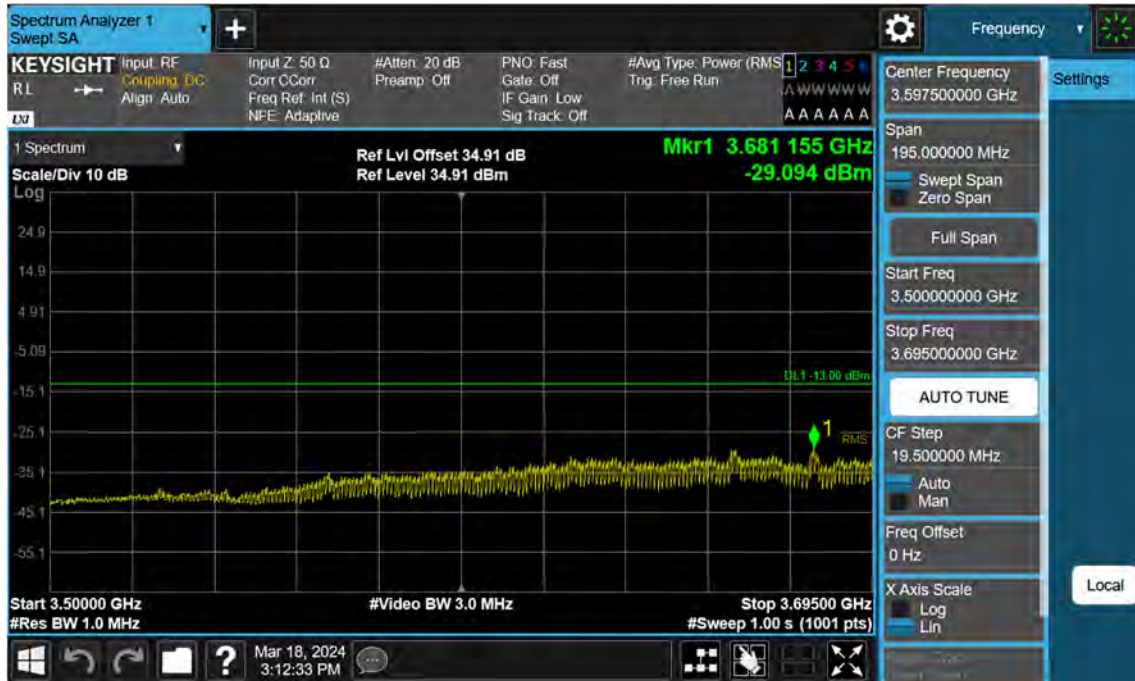 Spectrum Analyzer 1
Swept SA
+
Frequency
KEYSIGHT
RL
LXI
Input: RF
Coupling: DC
Align: Auto
Input Z: 50 Ω
Corr CCorr
Freq Ref: Int (S)
NFE: Adaptive
#Atten: 20 dB
Preamp: Off
PNO: Fast
Gate: Off
IF Gain: Low
Sig Track: Off
#Avg Type: Power (RMS
Trig: Free Run
1 2 3 4 5 6
A W W W W W
A A A A A A
1 Spectrum
Scale/Div 10 dB
Ref Lvl Offset 34.91 dB
Ref Level 34.91 dBm
Mkr1 3.681 155 GHz
-29.094 dBm
Log
24.9
14.9
4.91
-5.09
-15.1
-25.1
-35.1
-45.1
-55.1
DL1 -13.00 dBm
1
RMS
Start 3.50000 GHz
#Res BW 1.0 MHz
#Video BW 3.0 MHz
Stop 3.69500 GHz
#Sweep 1.00 s (1001 pts)
Center Frequency
3.597500000 GHz
Span
195.000000 MHz
Swept Span
Zero Span
Full Span
Start Freq
3.500000000 GHz
Stop Freq
3.695000000 GHz
AUTO TUNE
CF Step
19.500000 MHz
Auto
Man
Freq Offset
0 Hz
X Axis Scale
Log
Lin
Settings
Local
?
Mar 18, 2024
3:12:33 PM